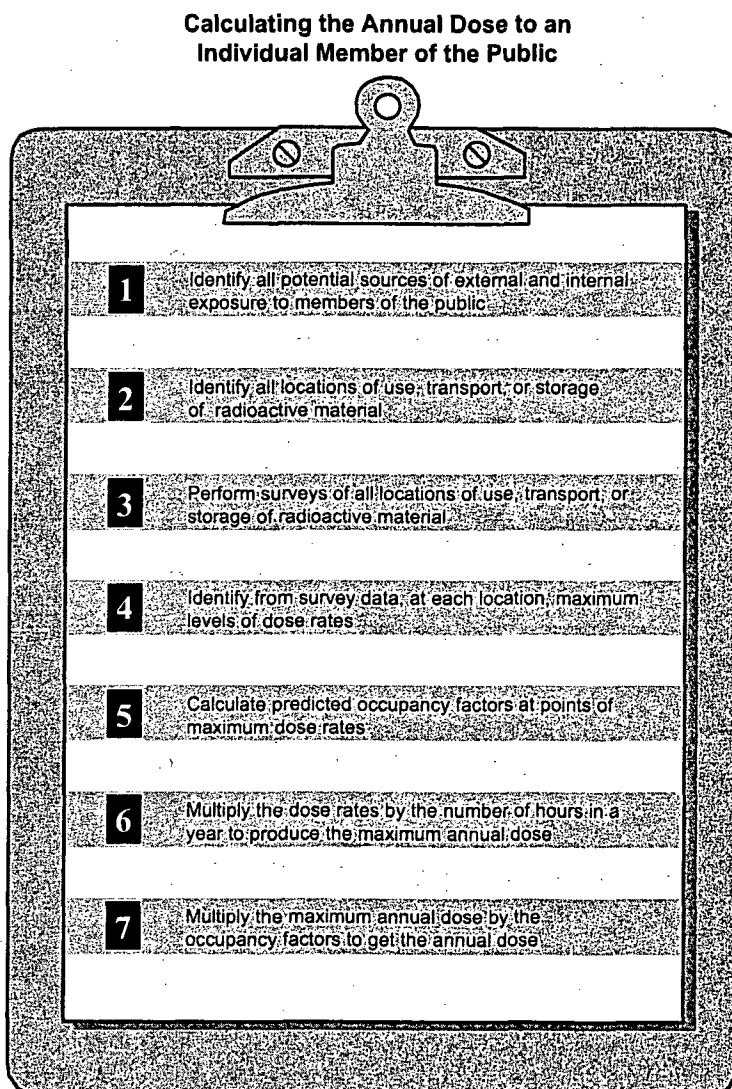 Calculating the Annual Dose to an
Individual Member of the Public
1
Identify all potential sources of external and internal
exposure to members of the public
2
Identify all locations of use, transport, or storage
of radioactive material
3
Perform surveys of all locations of use, transport, or
storage of radioactive material
4
Identify from survey data, at each location, maximum
levels of dose rates
5
Calculate predicted occupancy factors at points of
maximum dose rates
6
Multiply the dose rates by the number of hours in a
year to produce the maximum annual dose
7
Multiply the maximum annual dose by the
occupancy factors to get the annual dose